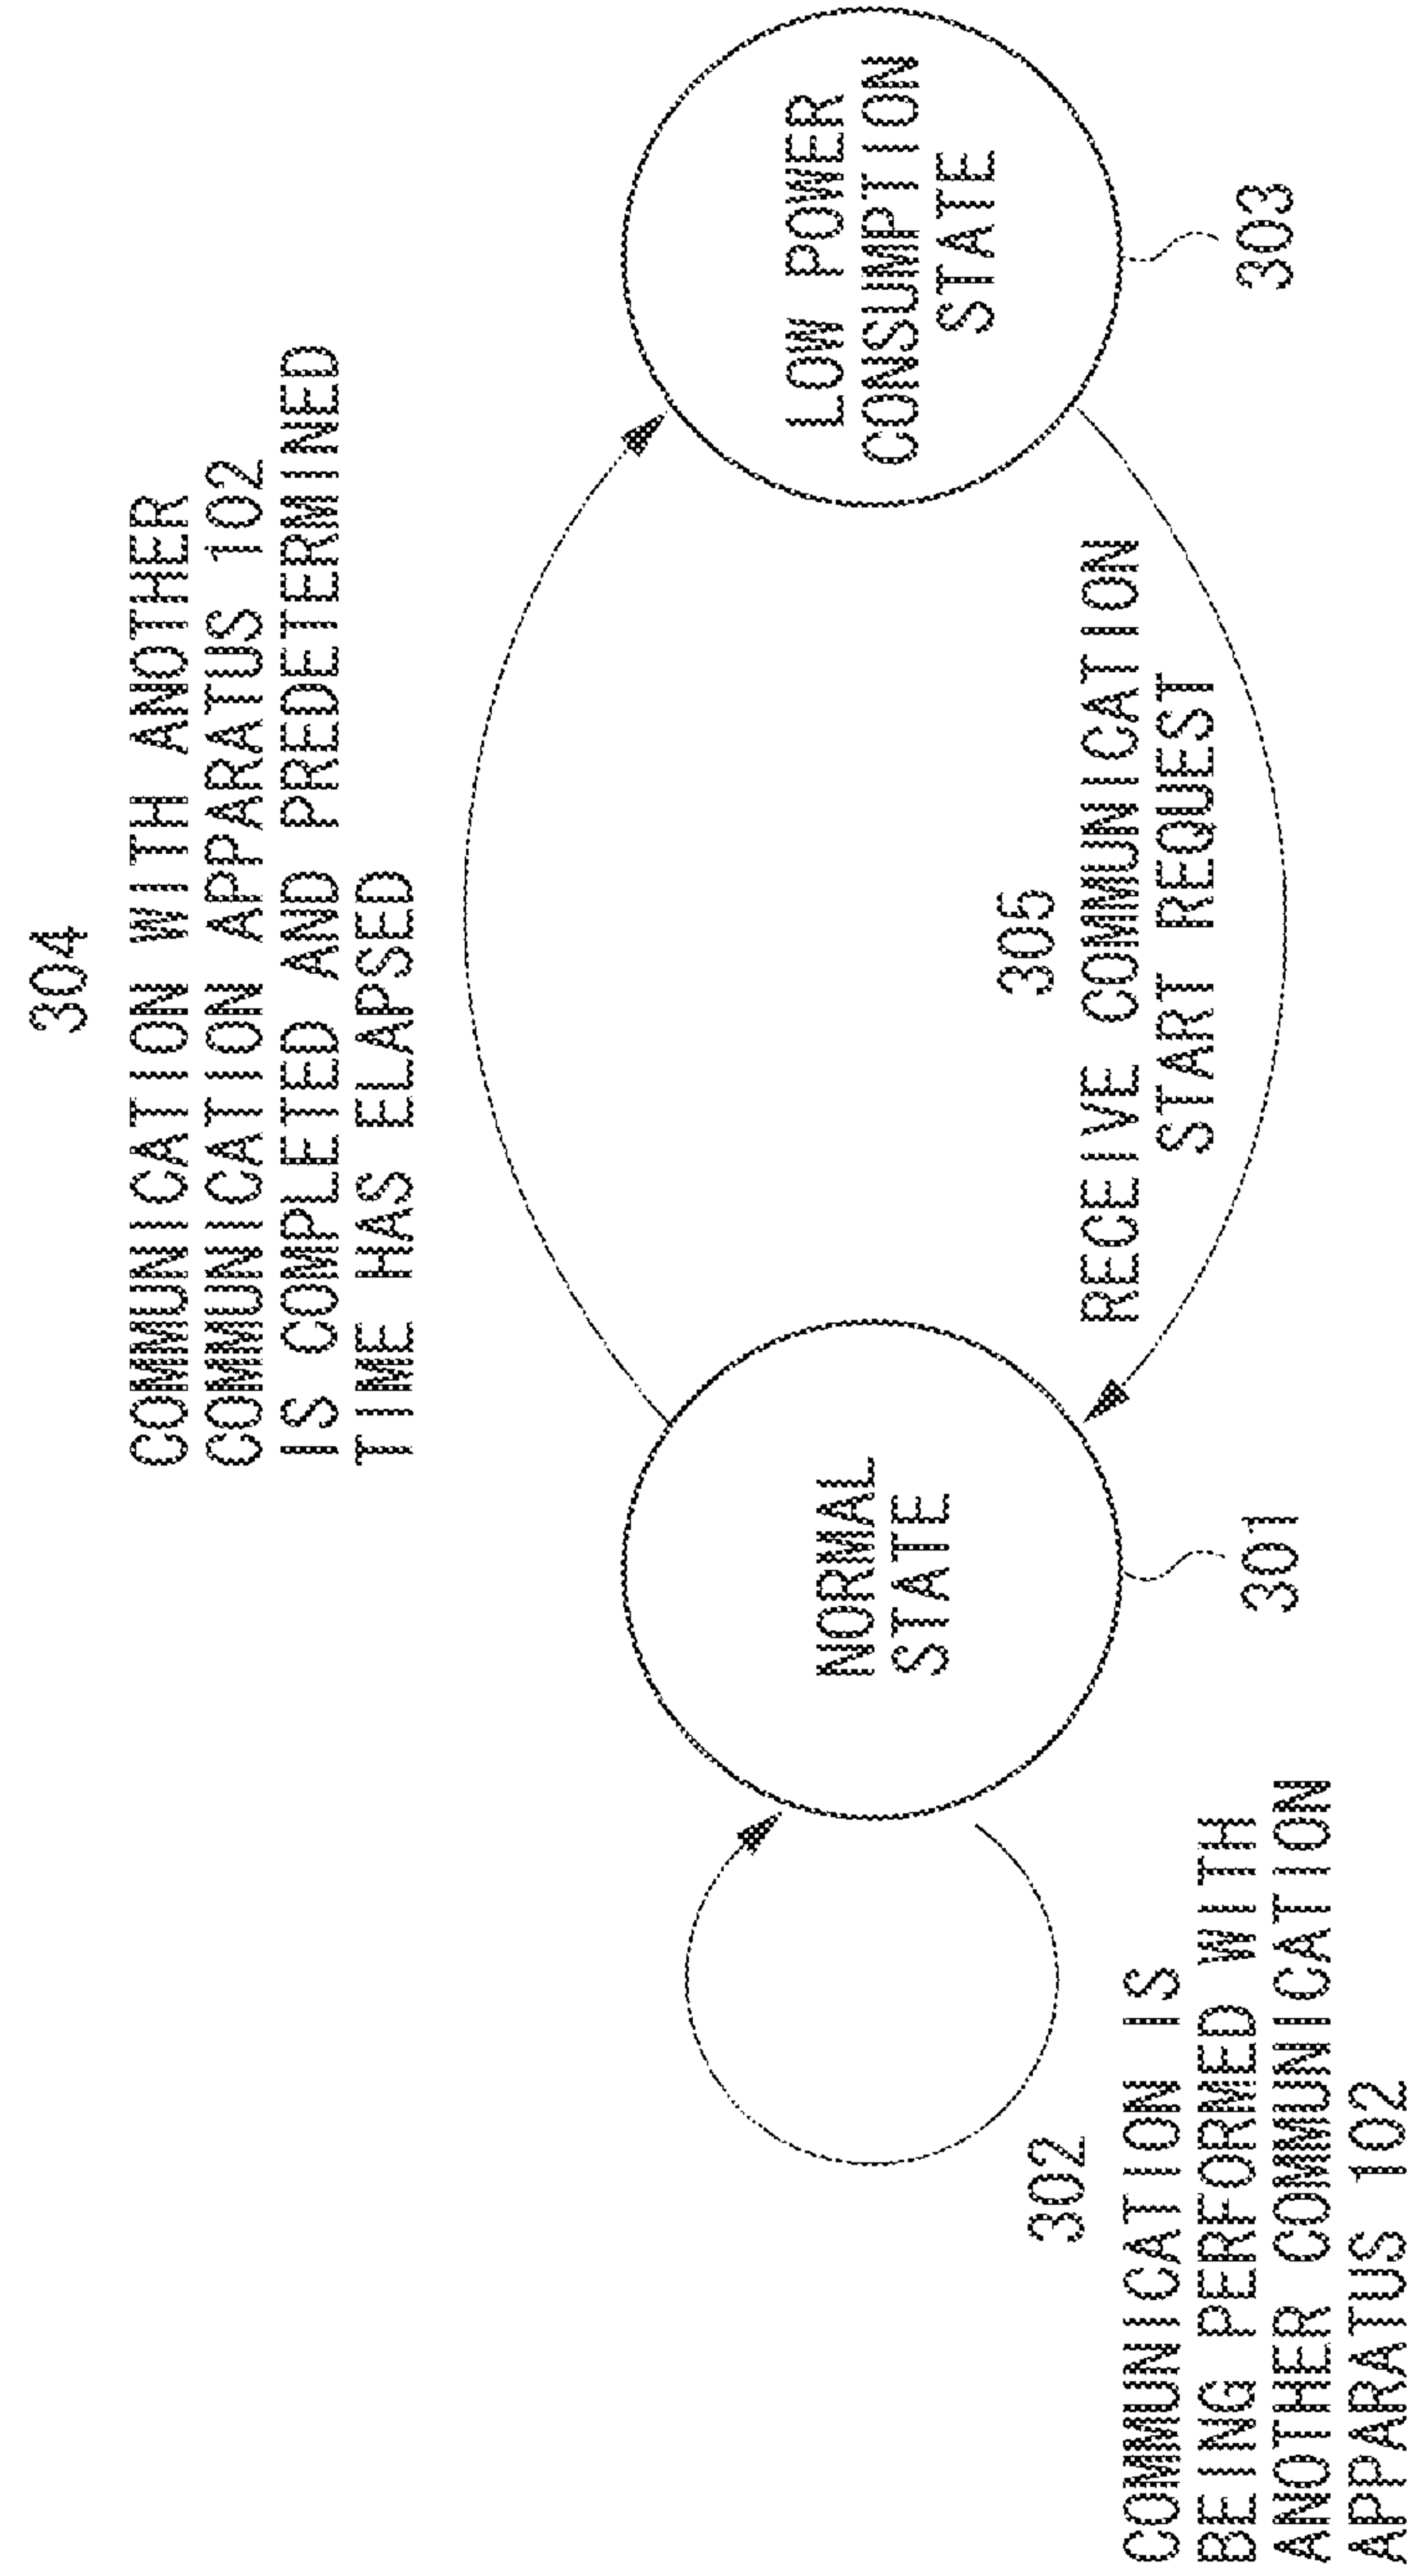 304
COMMUNICATION WITH ANOTHER
COMMUNICATION APPARATUS 102
IS COMPLETED AND PREDETERMINED
TIME HAS ELAPSED
NORMAL
STATE
301
LOW POWER
CONSUMPTION
STATE
303
305
RECEIVE COMMUNICATION
START REQUEST
302
COMMUNICATION IS
BEING PERFORMED WITH
ANOTHER COMMUNICATION
APPARATUS 102